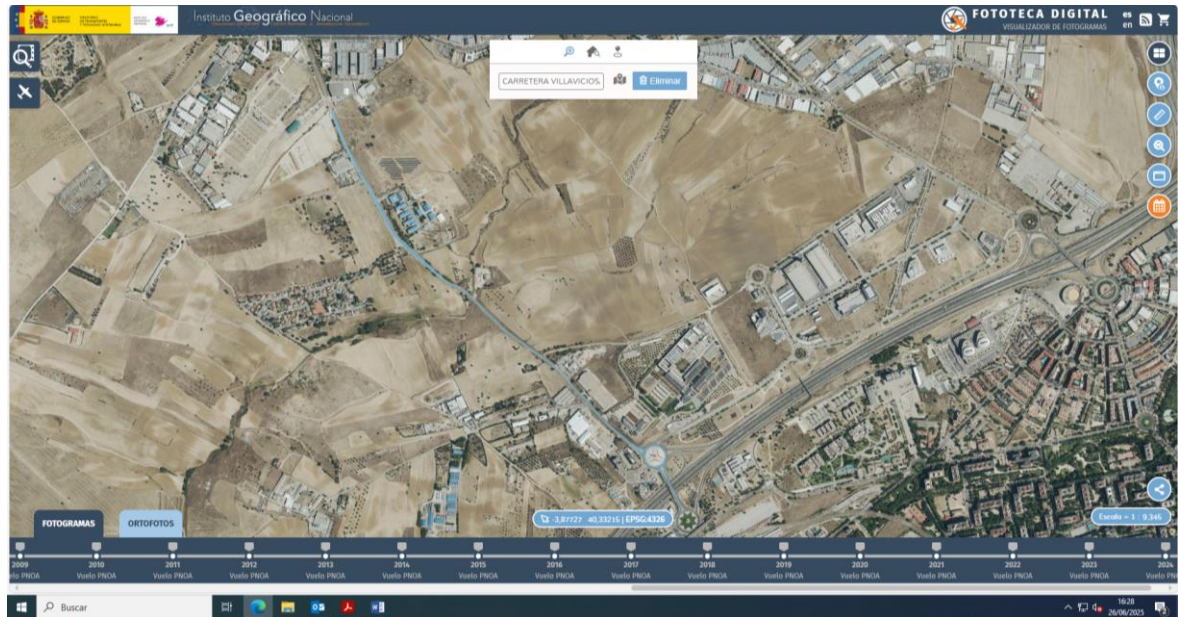 GOBIERNO DE ESPAÑA
Instituto Geográfico Nacional
FOTOTECA DIGITAL
VISUALIZADOR DE FOTOGRAMAS
es
en
CARRETERA VILLAVICIOS
Eliminar
FOTOGRAMAS
ORTOFOTOS
-3,87727 40,33215 | EPSG:4326
Escala = 1 : 9.345
2009 2010 2011 2012 2013 2014 2015 2016 2017 2018 2019 2020 2021 2022 2023 2024
Vuelo PNOA Vuelo PNOA Vuelo PNOA Vuelo PNOA Vuelo PNOA Vuelo PNOA Vuelo PNOA Vuelo PNOA Vuelo PNOA Vuelo PNOA Vuelo PNOA Vuelo PNOA Vuelo PNOA Vuelo PNOA
Buscar
16:28
26/06/2025